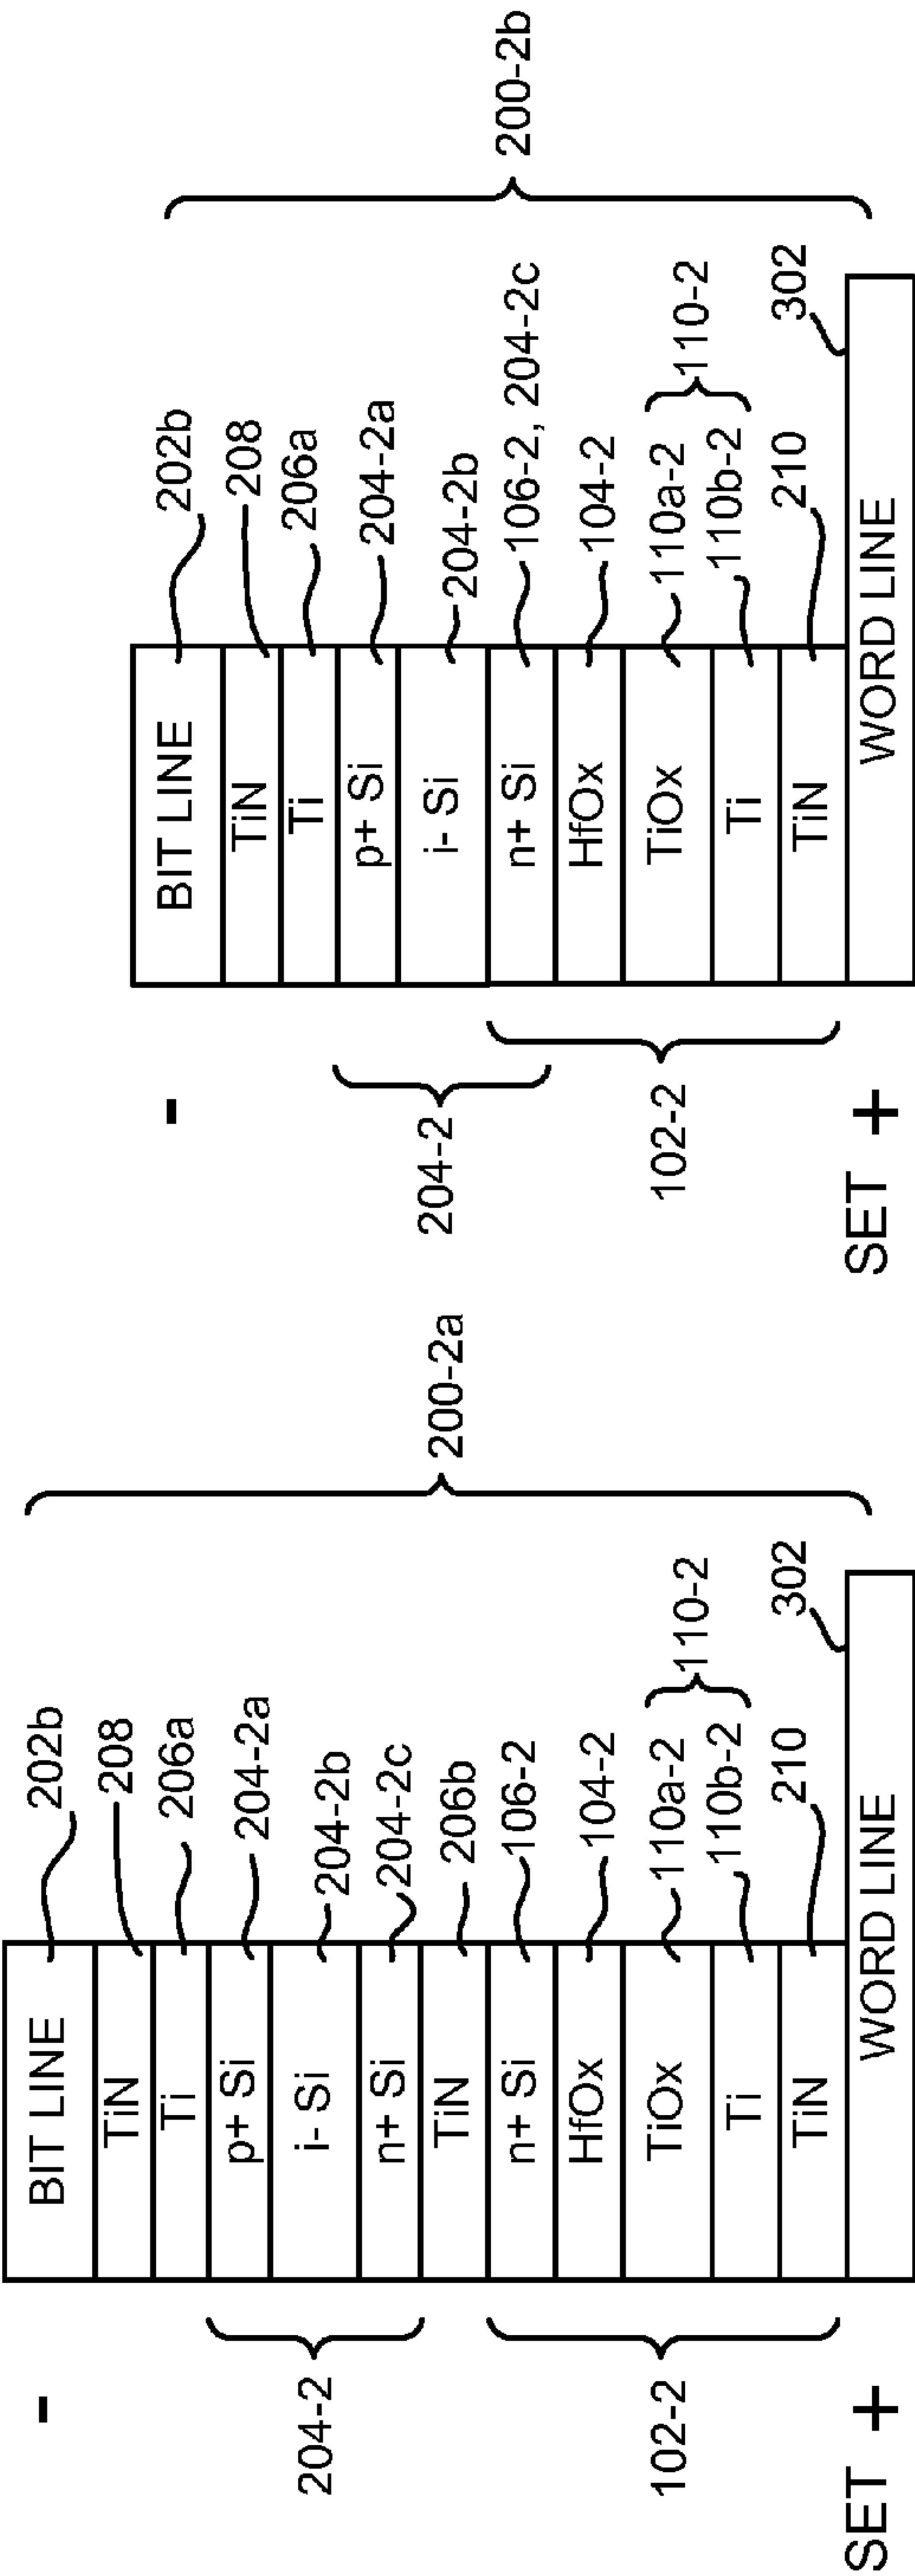 BIT LINE 202b
TiN 208
Ti 206a
p+ Si 204-2a
i- Si 204-2b
n+ Si 204-2c
TiN 206b
n+ Si 106-2
HfOx 104-2
TiOx 110a-2
Ti 110b-2
110-2
TiN 210
WORD LINE 302
-
204-2
102-2
SET +
200-2a
BIT LINE 202b
TiN 208
Ti 206a
p+ Si 204-2a
i- Si 204-2b
n+ Si 106-2, 204-2c
HfOx 104-2
TiOx 110a-2
Ti 110b-2
110-2
TiN 210
WORD LINE 302
-
204-2
102-2
SET +
200-2b